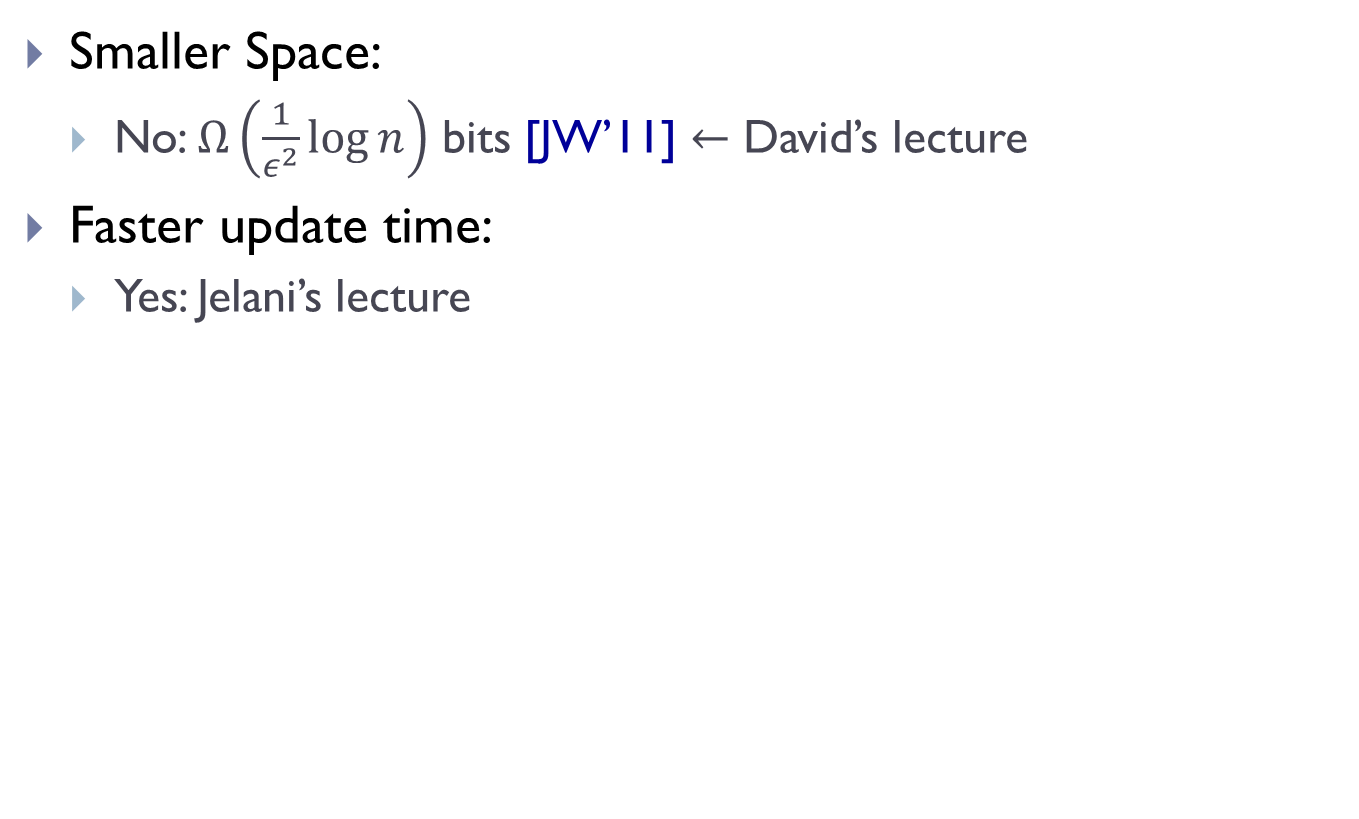 Smaller Space:
No: Ω(1/ϵ² log n) bits [JW’11] ← David’s lecture
Faster update time:
Yes: Jelani’s lecture